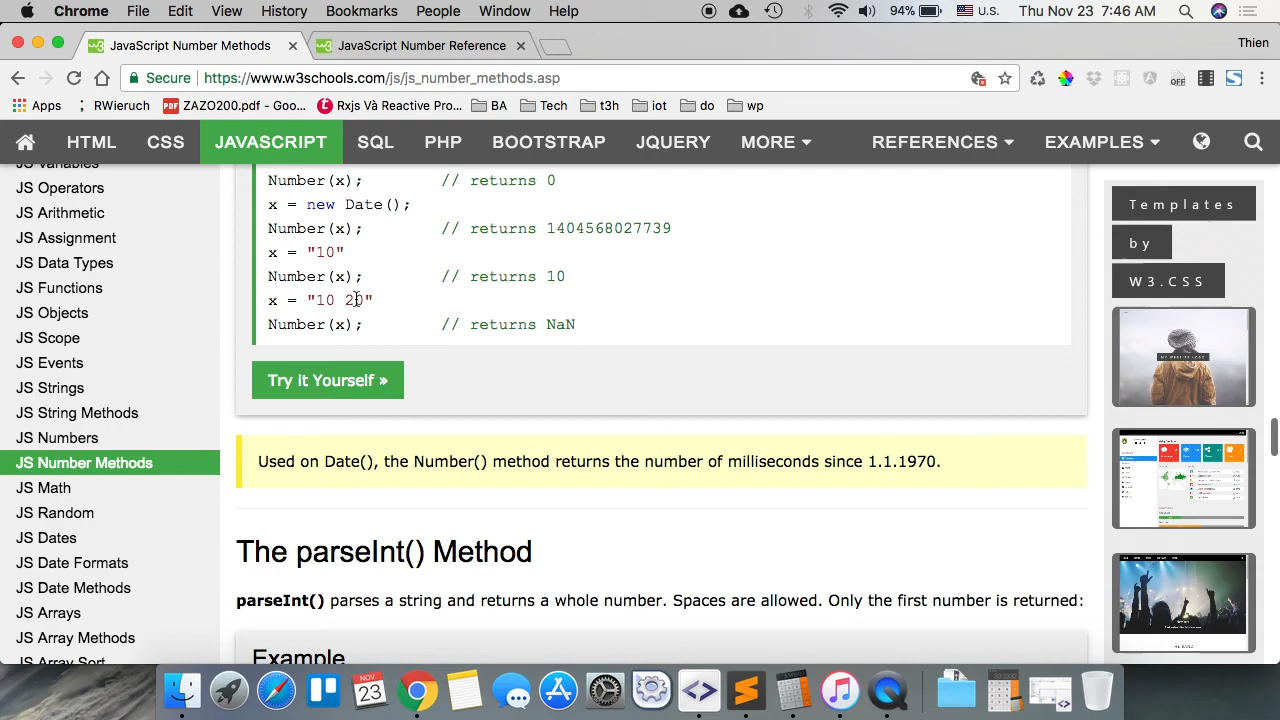 Chrome File Edit View History Bookmarks People Window Help 94% U.S. Thu Nov 23 7:46 AM
JavaScript Number Methods JavaScript Number Reference Thien
Secure https://www.w3schools.com/js/js_number_methods.asp
Apps RWieruch ZAZO200.pdf - Goo... Rxjs Và Reactive Pro... BA Tech t3h iot do wp
HTML CSS JAVASCRIPT SQL PHP BOOTSTRAP JQUERY MORE REFERENCES EXAMPLES
JS Variables
JS Operators
JS Arithmetic
JS Assignment
JS Data Types
JS Functions
JS Objects
JS Scope
JS Events
JS Strings
JS String Methods
JS Numbers
JS Number Methods
JS Math
JS Random
JS Dates
JS Date Formats
JS Date Methods
JS Arrays
JS Array Methods
JS Array Sort
Number(x); // returns 0
x = new Date();
Number(x); // returns 1404568027739
x = "10"
Number(x); // returns 10
x = "10 20"
Number(x); // returns NaN
Try it Yourself »
Used on Date(), the Number() method returns the number of milliseconds since 1.1.1970.
The parseInt() Method
parseInt() parses a string and returns a whole number. Spaces are allowed. Only the first number is returned:
Example
Templates
by
W3.CSS
NOV
23